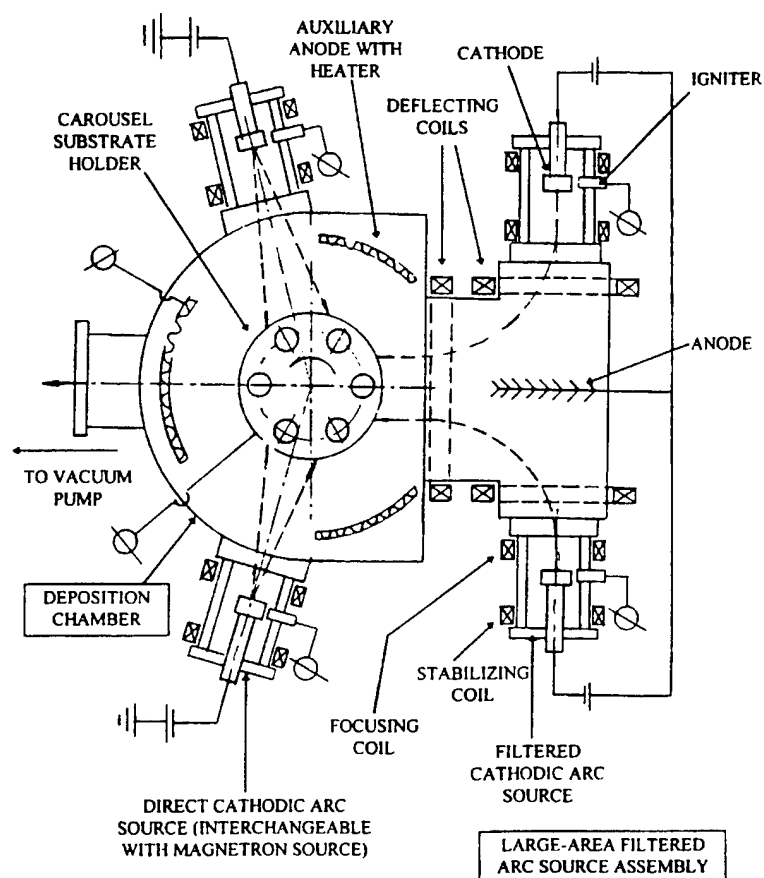 AUXILIARY
ANODE WITH
HEATER
CATHODE
IGNITER
DEFLECTING
COILS
CAROUSEL
SUBSTRATE
HOLDER
ANODE
TO VACUUM
PUMP
DEPOSITION
CHAMBER
STABILIZING
COIL
FOCUSING
COIL
FILTERED
CATHODIC ARC
SOURCE
DIRECT CATHODIC ARC
SOURCE (INTERCHANGEABLE
WITH MAGNETRON SOURCE)
LARGE-AREA FILTERED
ARC SOURCE ASSEMBLY